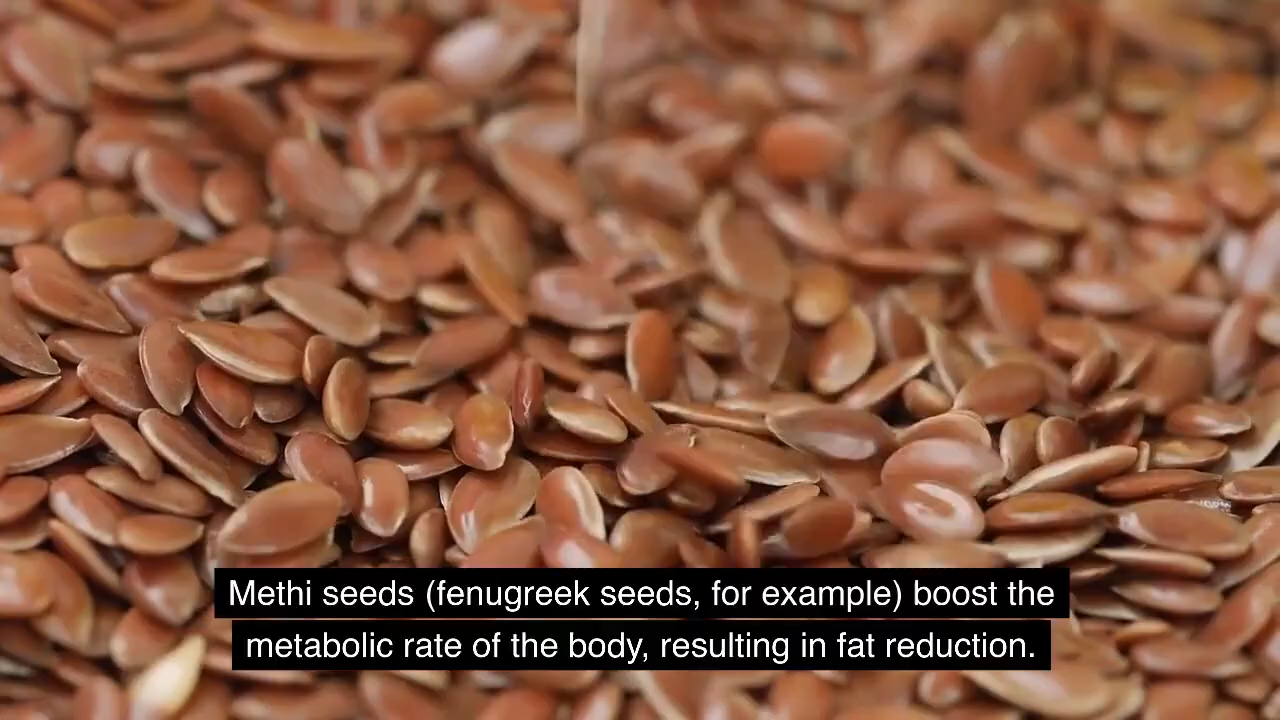 Methi seeds (fenugreek seeds, for example) boost the
metabolic rate of the body, resulting in fat reduction.